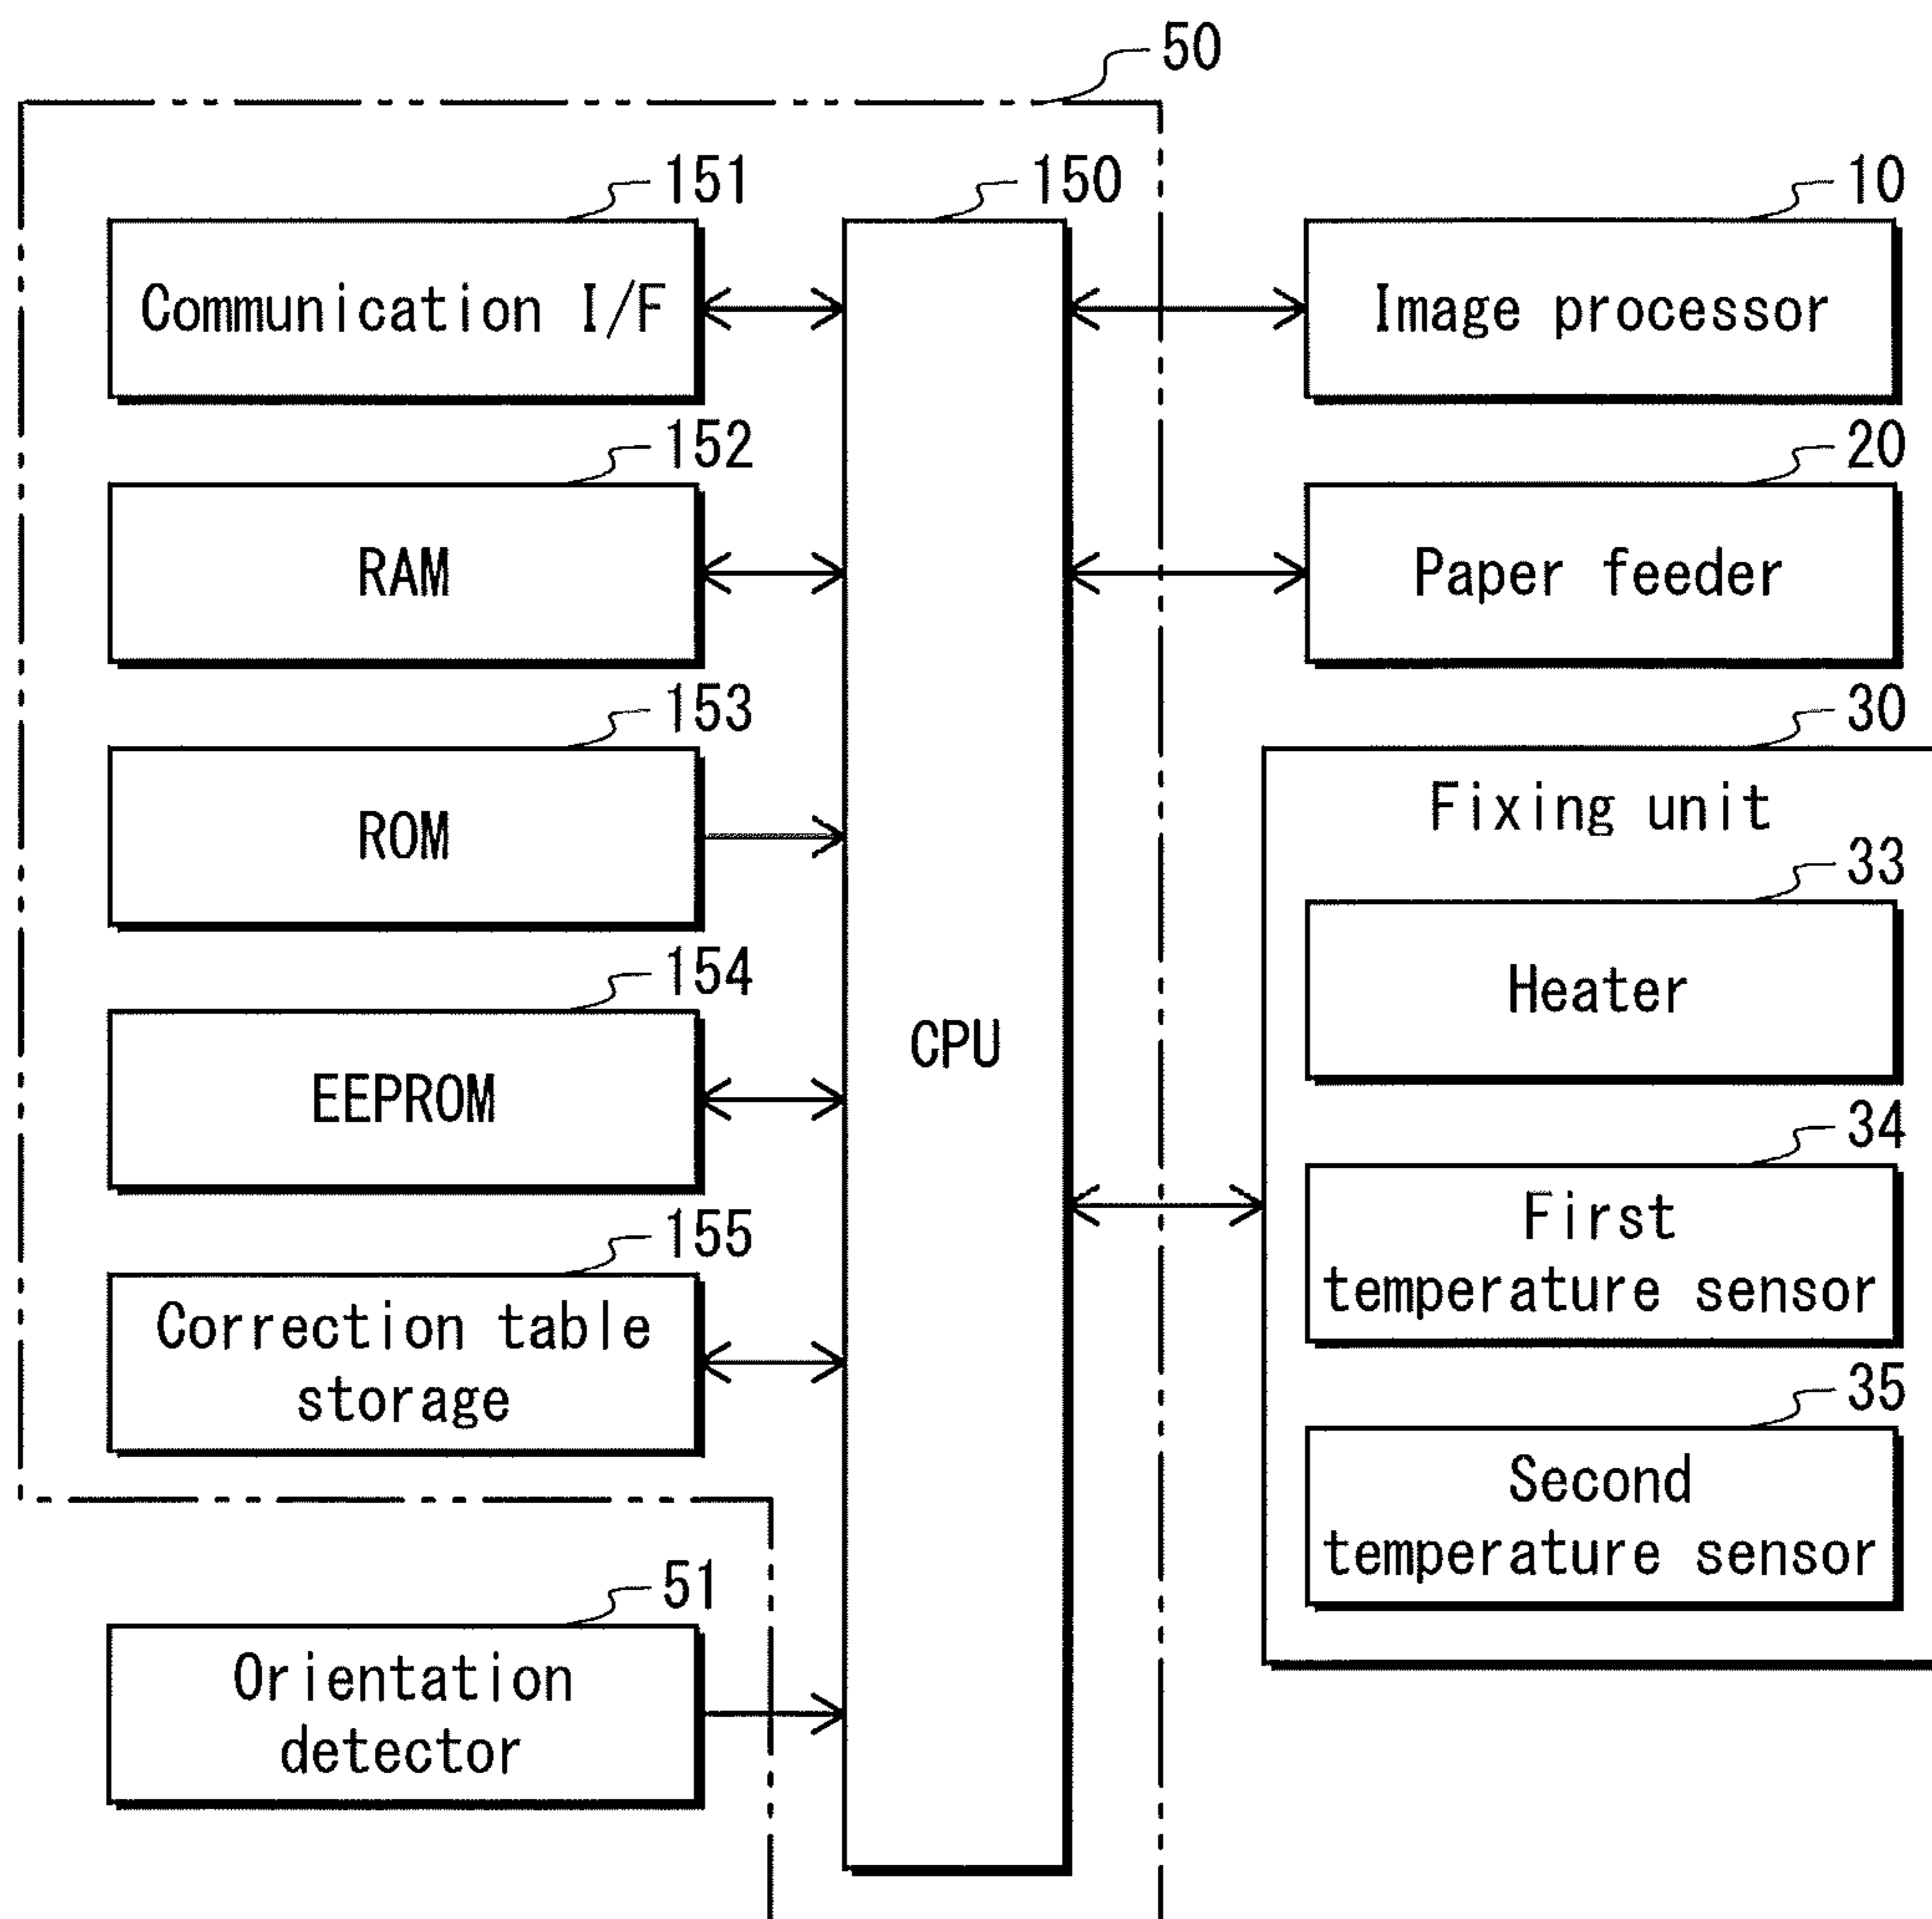 50
151
150
10
Communication I/F
Image processor
152
20
RAM
Paper feeder
153
30
ROM
Fixing unit
33
Heater
154
EEPROM
CPU
34
First
temperature sensor
155
Correction table
storage
35
Second
temperature sensor
51
Orientation
detector